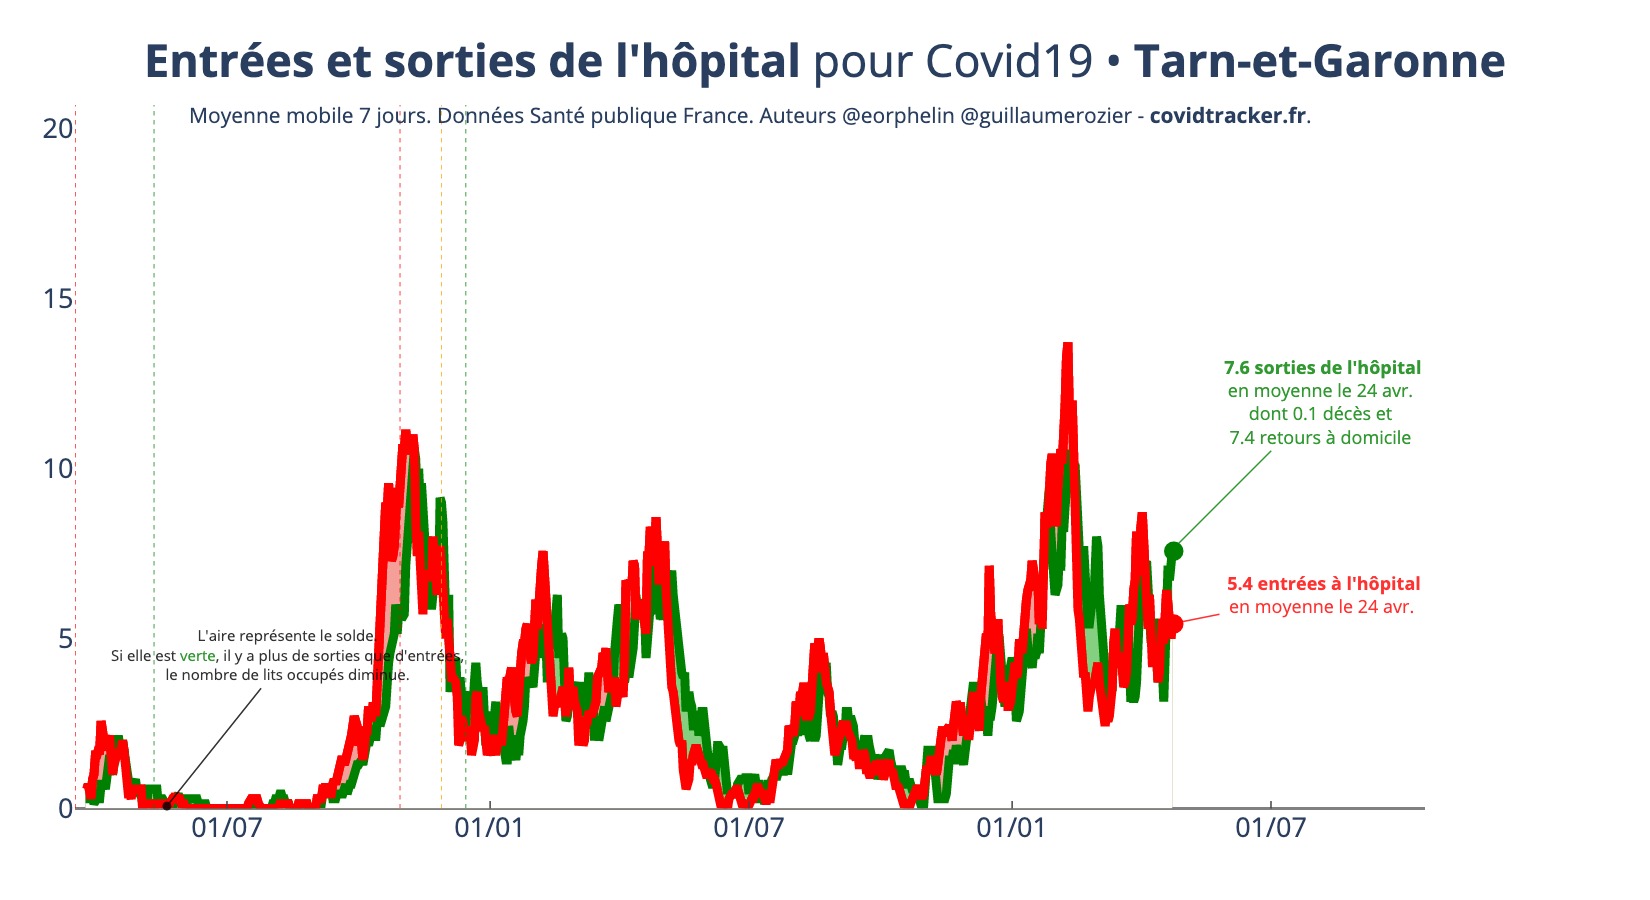 Entrées et sorties de l'hôpital pour Covid19 • Tarn-et-Garonne
Moyenne mobile 7 jours. Données Santé publique France. Auteurs @eorphelin @guillaumerozier - covidtracker.fr.
20
15
10
5
0
7.6 sorties de l'hôpital
en moyenne le 24 avr.
dont 0.1 décès et
7.4 retours à domicile
5.4 entrées à l'hôpital
en moyenne le 24 avr.
L'aire représente le solde.
Si elle est verte, il y a plus de sorties que d'entrées,
le nombre de lits occupés diminue.
01/07
01/01
01/07
01/01
01/07